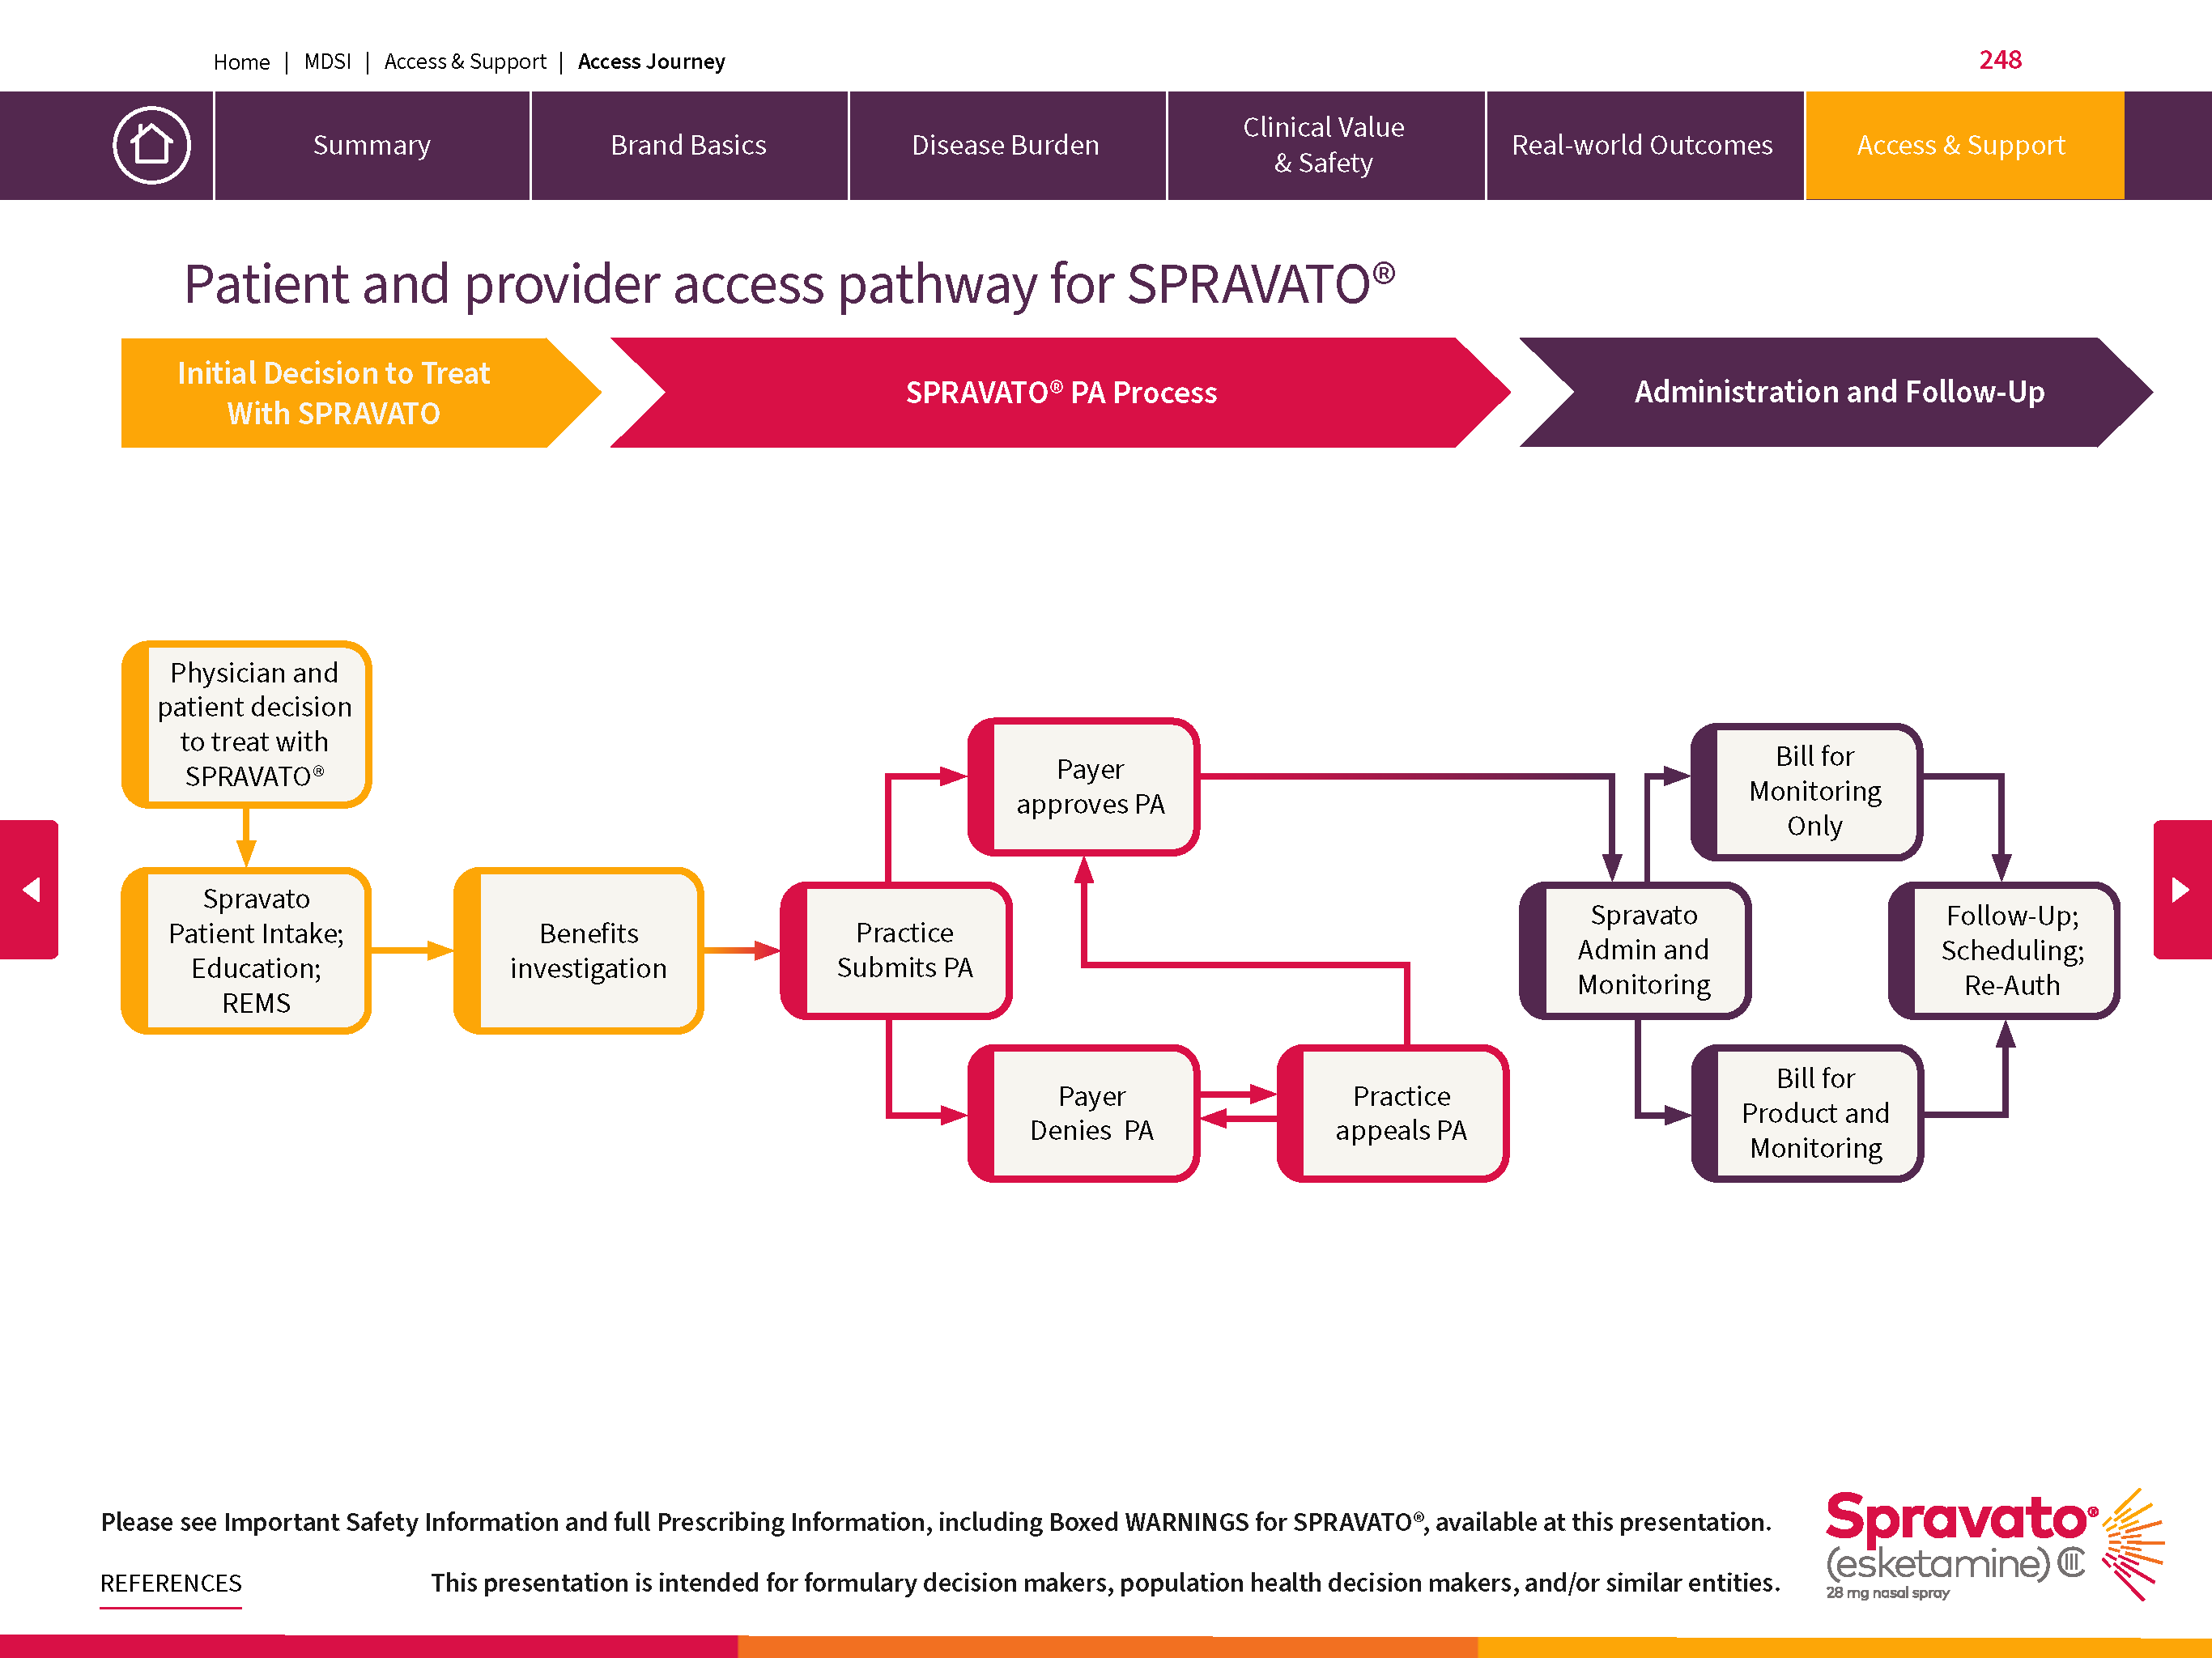 Home | MDSI | Access & Support | Access Journey
248
Summary
Brand Basics
Disease Burden
Clinical Value
& Safety
Real-world Outcomes
Access & Support
Patient and provider access pathway for SPRAVATO®
Initial Decision to Treat
With SPRAVATO
SPRAVATO® PA Process
Administration and Follow-Up
Physician and
patient decision
to treat with
SPRAVATO®
Spravato
Patient Intake;
Education;
REMS
Benefits
investigation
Practice
Submits PA
Payer
approves PA
Payer
Denies PA
Practice
appeals PA
Spravato
Admin and
Monitoring
Bill for
Monitoring
Only
Bill for
Product and
Monitoring
Follow-Up;
Scheduling;
Re-Auth
Please see Important Safety Information and full Prescribing Information, including Boxed WARNINGS for SPRAVATO®, available at this presentation.
REFERENCES
This presentation is intended for formulary decision makers, population health decision makers, and/or similar entities.
Spravato®
(esketamine) CIII
28 mg nasal spray